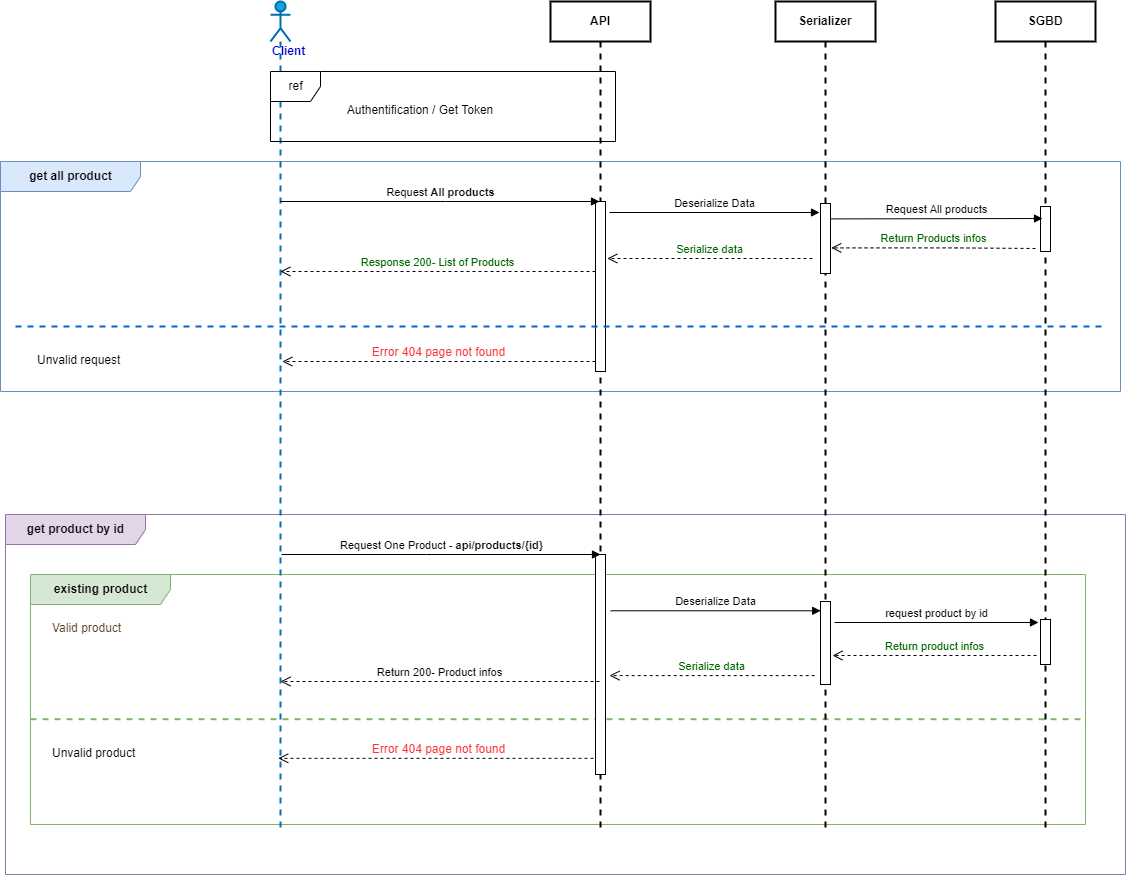 Client
API
Serializer
SGBD
ref
Authentification / Get Token
get all product
Request All products
Deserialize Data
Request All products
Return Products infos
Serialize data
Response 200- List of Products
Unvalid request
Error 404 page not found
get product by id
Request One Product - api/products/{id}
existing product
Deserialize Data
request product by id
Valid product
Return product infos
Serialize data
Return 200- Product infos
Unvalid product
Error 404 page not found